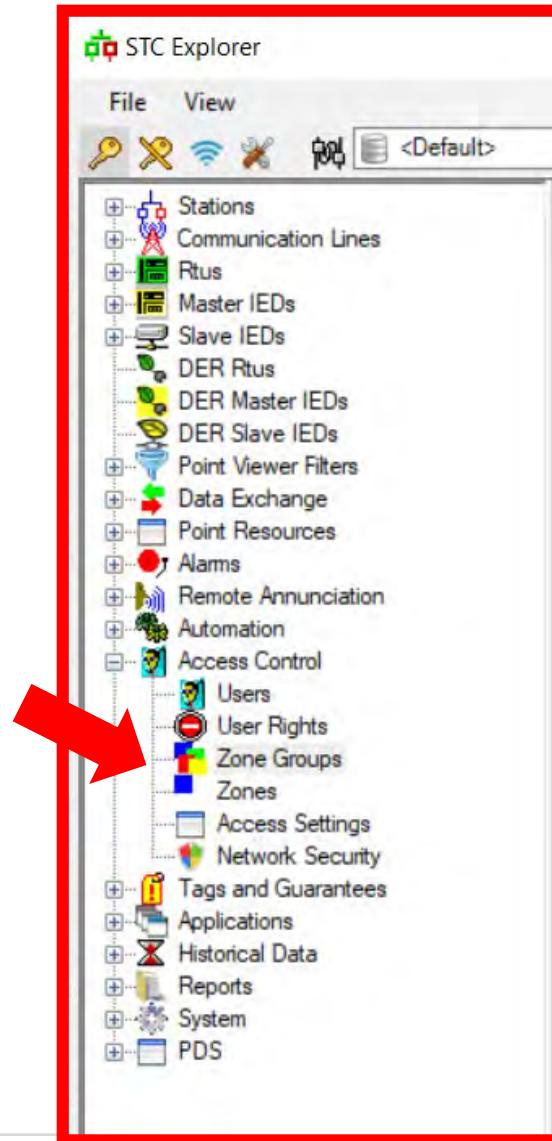 STC Explorer
File View
<Default>
Stations
Communication Lines
Rtus
Master IEDs
Slave IEDs
DER Rtus
DER Master IEDs
DER Slave IEDs
Point Viewer Filters
Data Exchange
Point Resources
Alarms
Remote Annunciation
Automation
Access Control
Users
User Rights
Zone Groups
Zones
Access Settings
Network Security
Tags and Guarantees
Applications
Historical Data
Reports
System
PDS